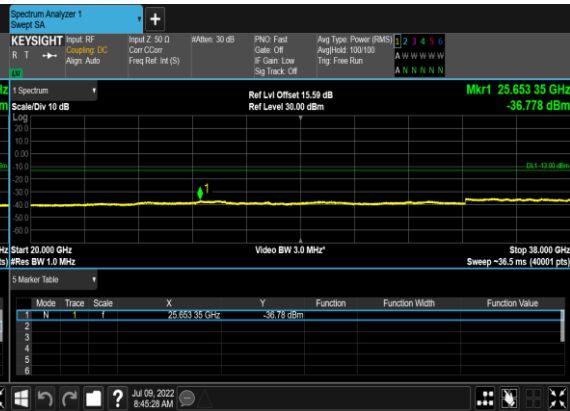 Spectrum Analyzer 1
Swept SA
+
KEYSIGHT
R T
LXI
Input: RF
Coupling: DC
Align: Auto
Input Z: 50 Ω
Corr CCorr
Freq Ref: Int (S)
#Atten: 30 dB
PNO: Fast
Gate: Off
IF Gain: Low
Sig Track: Off
Avg Type: Power (RMS)
Avg|Hold: 100/100
Trig: Free Run
1 2 3 4 5 6
A W W W W W
A N N N N N
1 Spectrum
Scale/Div 10 dB
Log
Ref Lvl Offset 15.59 dB
Ref Level 30.00 dBm
Mkr1 25.653 35 GHz
-36.778 dBm
20.0
10.0
0.00
-10.0
-20.0
-30.0
-40.0
-50.0
-60.0
DL1 -13.00 dBm
1
Start 20.000 GHz
#Res BW 1.0 MHz
Video BW 3.0 MHz*
Stop 38.000 GHz
Sweep ~36.5 ms (40001 pts)
5 Marker Table
Mode Trace Scale X Y Function Function Width Function Value
1 N 1 f 25.653 35 GHz -36.78 dBm
2
3
4
5
6
?
Jul 09, 2022
8:45:28 AM